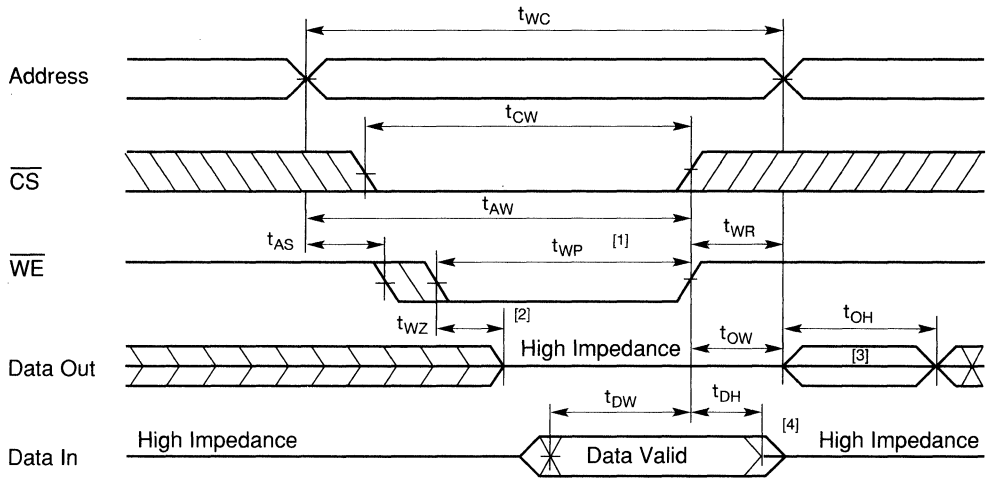 tWC
Address
tCW
CS
tAW
tAS
tWP [1]
tWR
WE
tWZ
[2]
tOW
tOH
Data Out
High Impedance
[3]
tDW
tDH
[4]
Data In
High Impedance
Data Valid
High Impedance